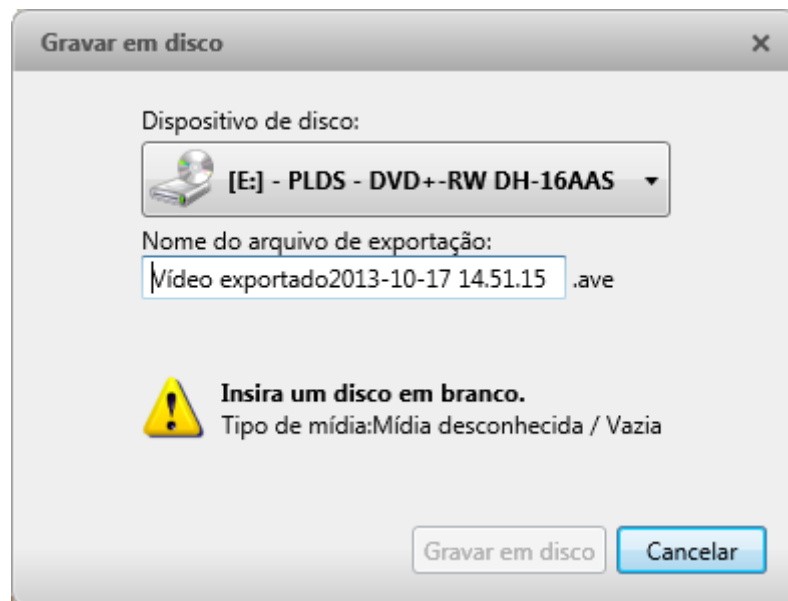 Gravar em disco
Dispositivo de disco:
[E:] - PLDS - DVD+-RW DH-16AAS
Nome do arquivo de exportação:
Vídeo exportado2013-10-17 14.51.15 .ave
Insira um disco em branco.
Tipo de mídia:Mídia desconhecida / Vazia
Gravar em disco Cancelar